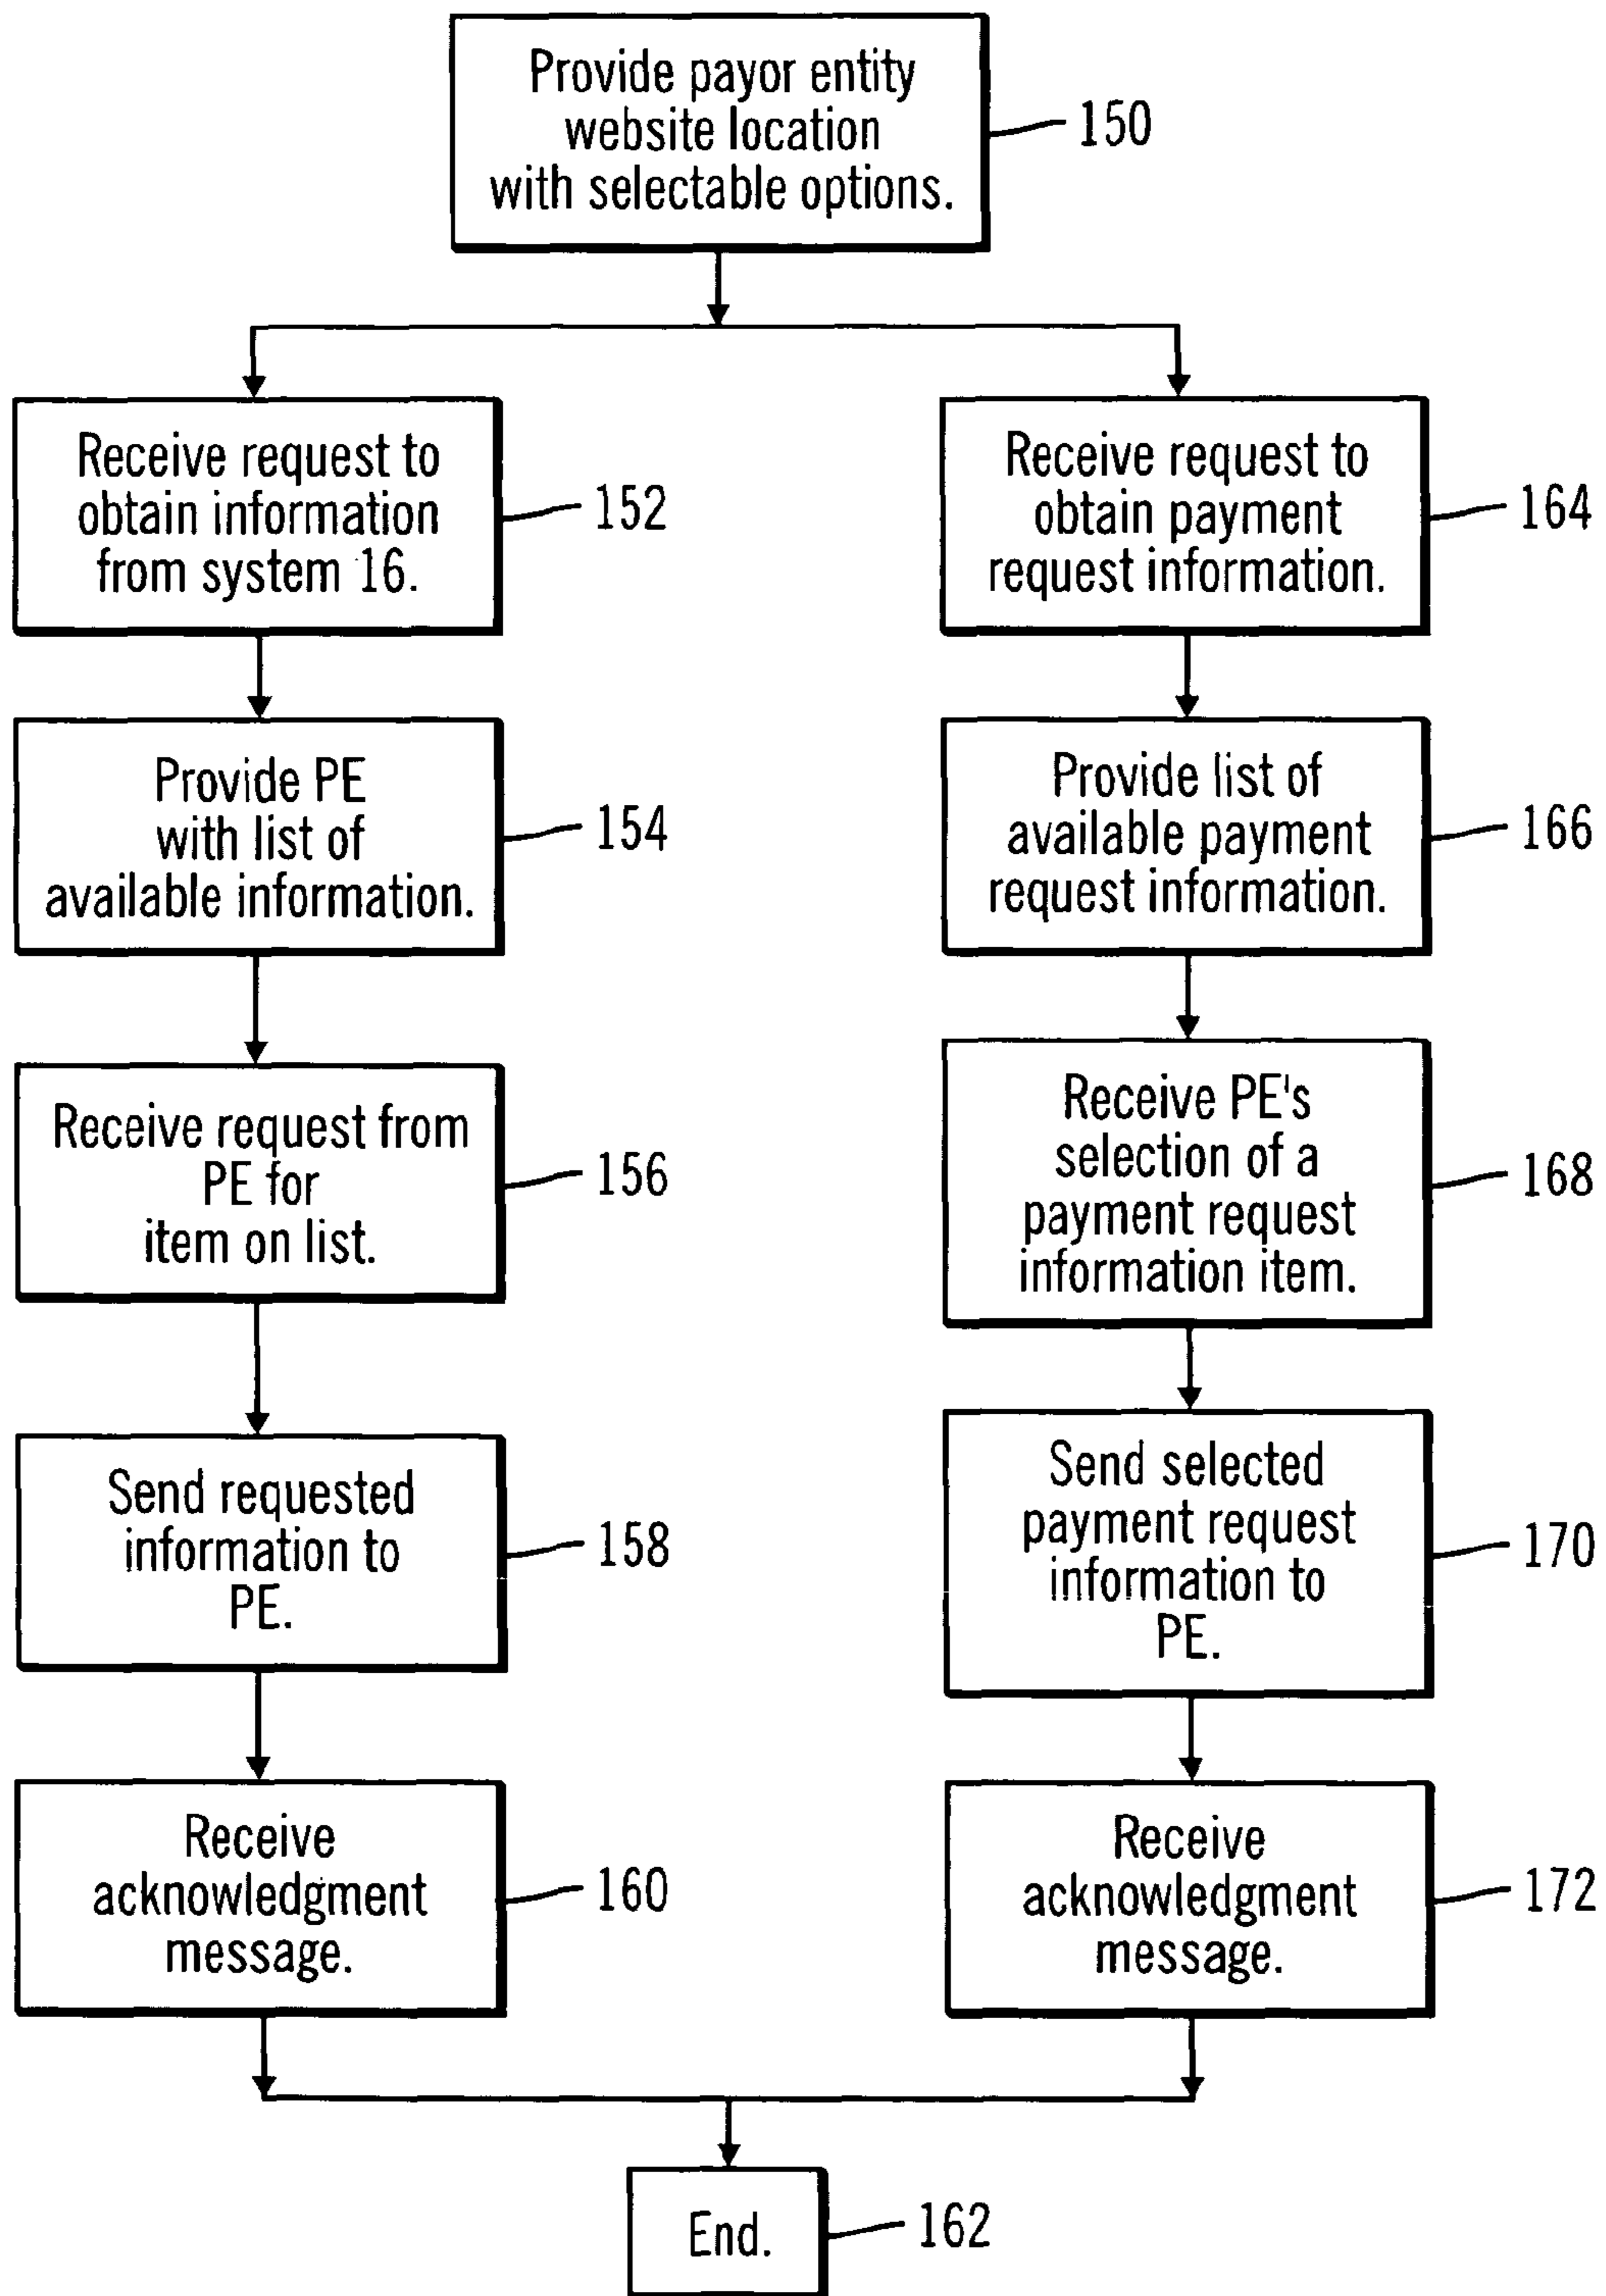 Provide payor entity
website location
with selectable options.
150
Receive request to
obtain information
from system 16.
152
Provide PE
with list of
available information.
154
Receive request from
PE for
item on list.
156
Send requested
information to
PE.
158
Receive
acknowledgment
message.
160
Receive request to
obtain payment
request information.
164
Provide list of
available payment
request information.
166
Receive PE's
selection of a
payment request
information item.
168
Send selected
payment request
information to
PE.
170
Receive
acknowledgment
message.
172
End.
162